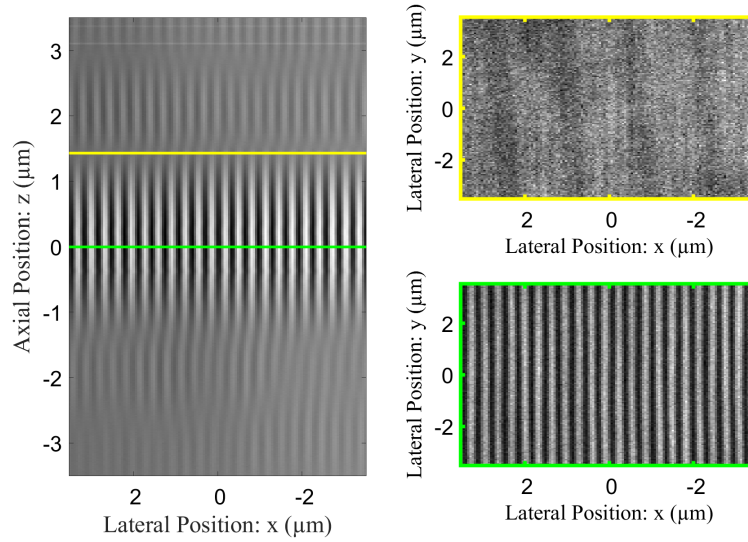 3
2
1
0
-1
-2
-3
Axial Position: z (µm)
2 0 -2
Lateral Position: x (µm)
2
0
-2
Lateral Position: y (µm)
2 0 -2
Lateral Position: x (µm)
2
0
-2
Lateral Position: y (µm)
2 0 -2
Lateral Position: x (µm)